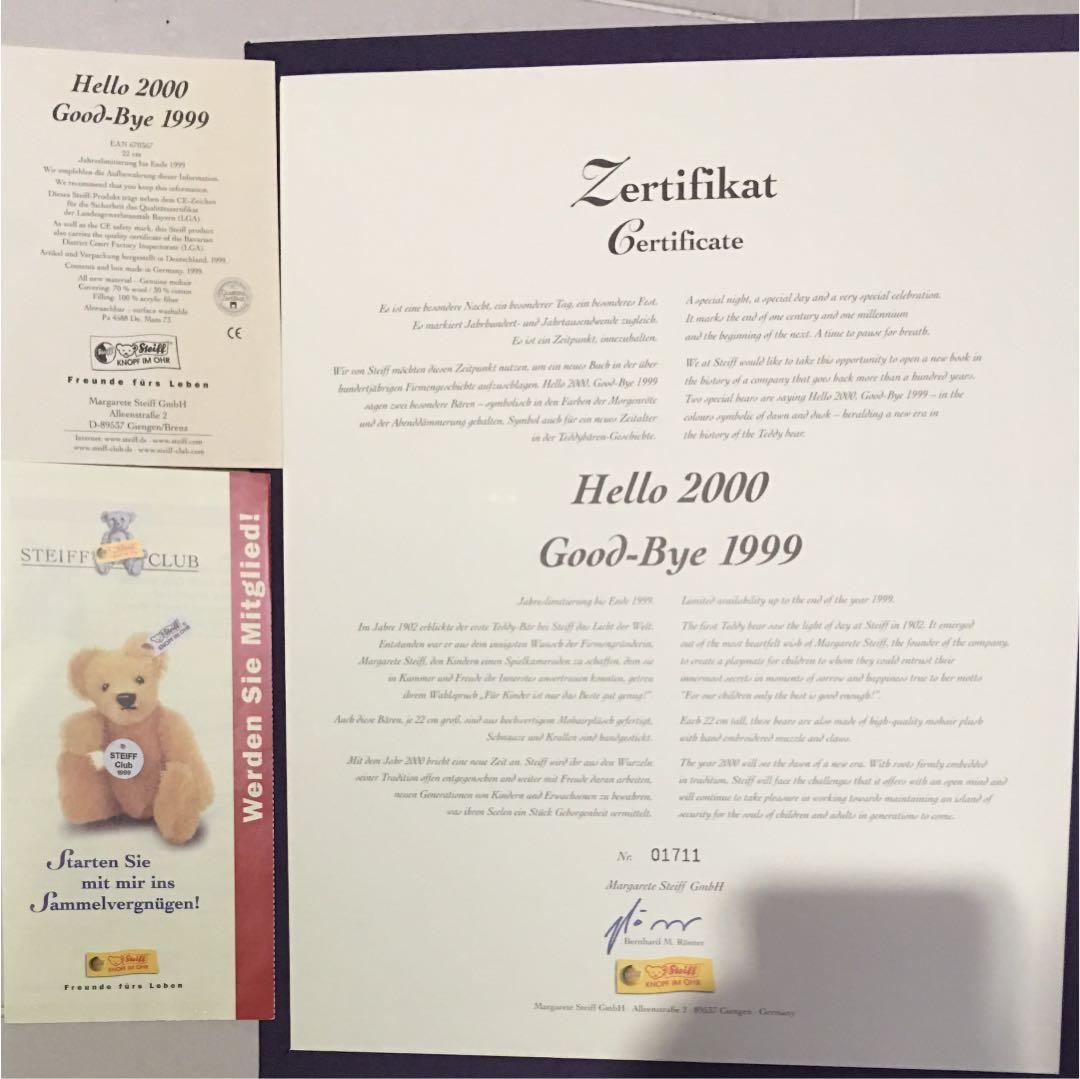 Hello 2000
Good-Bye 1999
EAN 670367
22 cm
Jahreslimitierung bis Ende 1999
Wir empfehlen die Aufbewahrung dieser Information.
We recommend that you keep this information.
Dieses Steiff-Produkt trägt neben dem CE-Zeichen
für die Sicherheit das Qualitätszertifikat
der Landesgewerbeanstalt Bayern (LGA).
As well as the CE safety mark, this Steiff product
also carries the quality certificate of the Bavarian
District Court Factory Inspectorate (LGA).
Artikel und Verpackung hergestellt in Deutschland. 1999.
Contents and box made in Germany. 1999.
All new material – Genuine mohair
Covering: 70 % wool / 30 % cotton
Filling: 100 % acrylic fiber
Abwaschbar – surface washable
Pa 4588 De. Mass 73
CE
Steiff
KNOPF IM OHR
Freunde fürs Leben
Margarete Steiff GmbH
Alleenstraße 2
D-89537 Giengen/Brenz
Internet: www.steiff.de · www.steiff.com
www.steiff-club.de · www.steiff-club.com
STEIFF CLUB
Steiff
KNOPF IM OHR
STEIFF
Club
1999
Werden Sie Mitglied!
Starten Sie
mit mir ins
Sammelvergnügen!
Steiff
KNOPF IM OHR
Freunde fürs Leben
Zertifikat
Certificate
Es ist eine besondere Nacht, ein besonderer Tag, ein besonderes Fest.
Es markiert Jahrhundert- und Jahrtausendwende zugleich.
Es ist ein Zeitpunkt, innezuhalten.
Wir von Steiff möchten diesen Zeitpunkt nutzen, um ein neues Buch in der über
hundertjährigen Firmengeschichte aufzuschlagen. Hello 2000, Good-Bye 1999
sagen zwei besondere Bären – symbolisch in den Farben der Morgenröte
und der Abenddämmerung gehalten. Symbol auch für ein neues Zeitalter
in der Teddybären-Geschichte.
A special night, a special day and a very special celebration.
It marks the end of one century and one millennium
and the beginning of the next. A time to pause for breath.
We at Steiff would like to take this opportunity to open a new book in
the history of a company that goes back more than a hundred years.
Two special bears are saying Hello 2000, Good-Bye 1999 – in the
colours symbolic of dawn and dusk – heralding a new era in
the history of the Teddy bear.
Hello 2000
Good-Bye 1999
Jahreslimitierung bis Ende 1999.
Im Jahre 1902 erblickte der erste Teddy-Bär bei Steiff das Licht der Welt.
Entstanden war er aus dem innigsten Wunsch der Firmengründerin,
Margarete Steiff, den Kindern einen Spielkameraden zu schaffen, dem sie
in Kummer und Freude ihr Innerstes anvertrauen konnten, getreu
ihrem Wahlspruch „Für Kinder ist nur das Beste gut genug!“
Auch diese Bären, je 22 cm groß, sind aus hochwertigem Mohairplüsch gefertigt,
Schnauze und Krallen sind handgestickt.
Mit dem Jahr 2000 bricht eine neue Zeit an. Steiff wird ihr aus den Wurzeln
seiner Tradition offen entgegensehen und weiter mit Freude daran arbeiten,
neuen Generationen von Kindern und Erwachsenen zu bewahren,
was ihren Seelen ein Stück Geborgenheit vermittelt.
Limited availability up to the end of the year 1999.
The first Teddy bear saw the light of day at Steiff in 1902. It emerged
out of the most heartfelt wish of Margarete Steiff, the founder of the company,
to create a playmate for children to whom they could entrust their
innermost secrets in moments of sorrow and happiness true to her motto
"For our children only the best is good enough!".
Each 22 cm tall, these bears are also made of high-quality mohair plush
with hand embroidered muzzle and claws.
The year 2000 will see the dawn of a new era. With roots firmly embedded
in tradition, Steiff will face the challenges that it offers with an open mind and
will continue to take pleasure in working towards maintaining an island of
security for the souls of children and adults in generations to come.
Nr. 01711
Margarete Steiff GmbH
Bernhard M. Rösner
Steiff
KNOPF IM OHR
Margarete Steiff GmbH · Alleenstraße 2 · 89537 Giengen · Germany